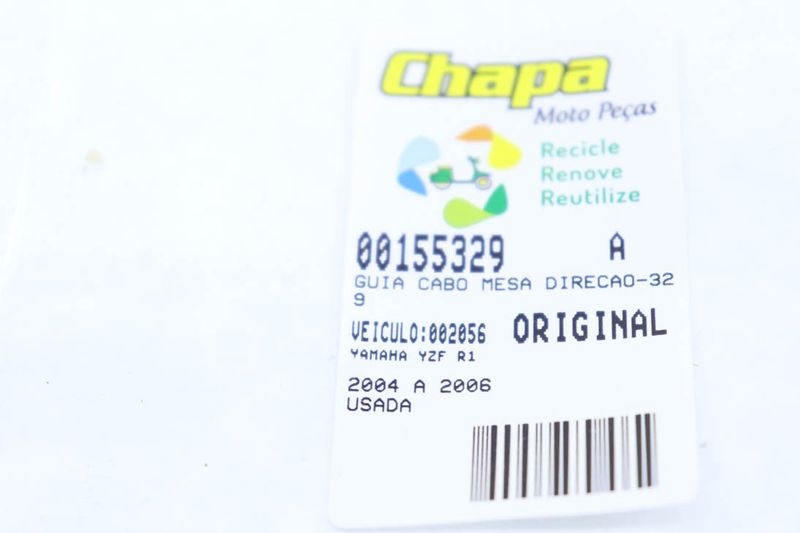 Chapa
Moto Peças
Recicle
Renove
Reutilize
00155329 A
GUIA CABO MESA DIRECAO-32
9
VEICULO:002056 ORIGINAL
YAMAHA YZF R1
2004 A 2006
USADA